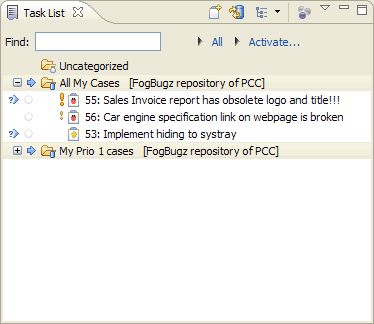 Task List
Find: All Activate...
Uncategorized
All My Cases [FogBugz repository of PCC]
55: Sales Invoice report has obsolete logo and title!!!
56: Car engine specification link on webpage is broken
53: Implement hiding to systray
My Prio 1 cases [FogBugz repository of PCC]